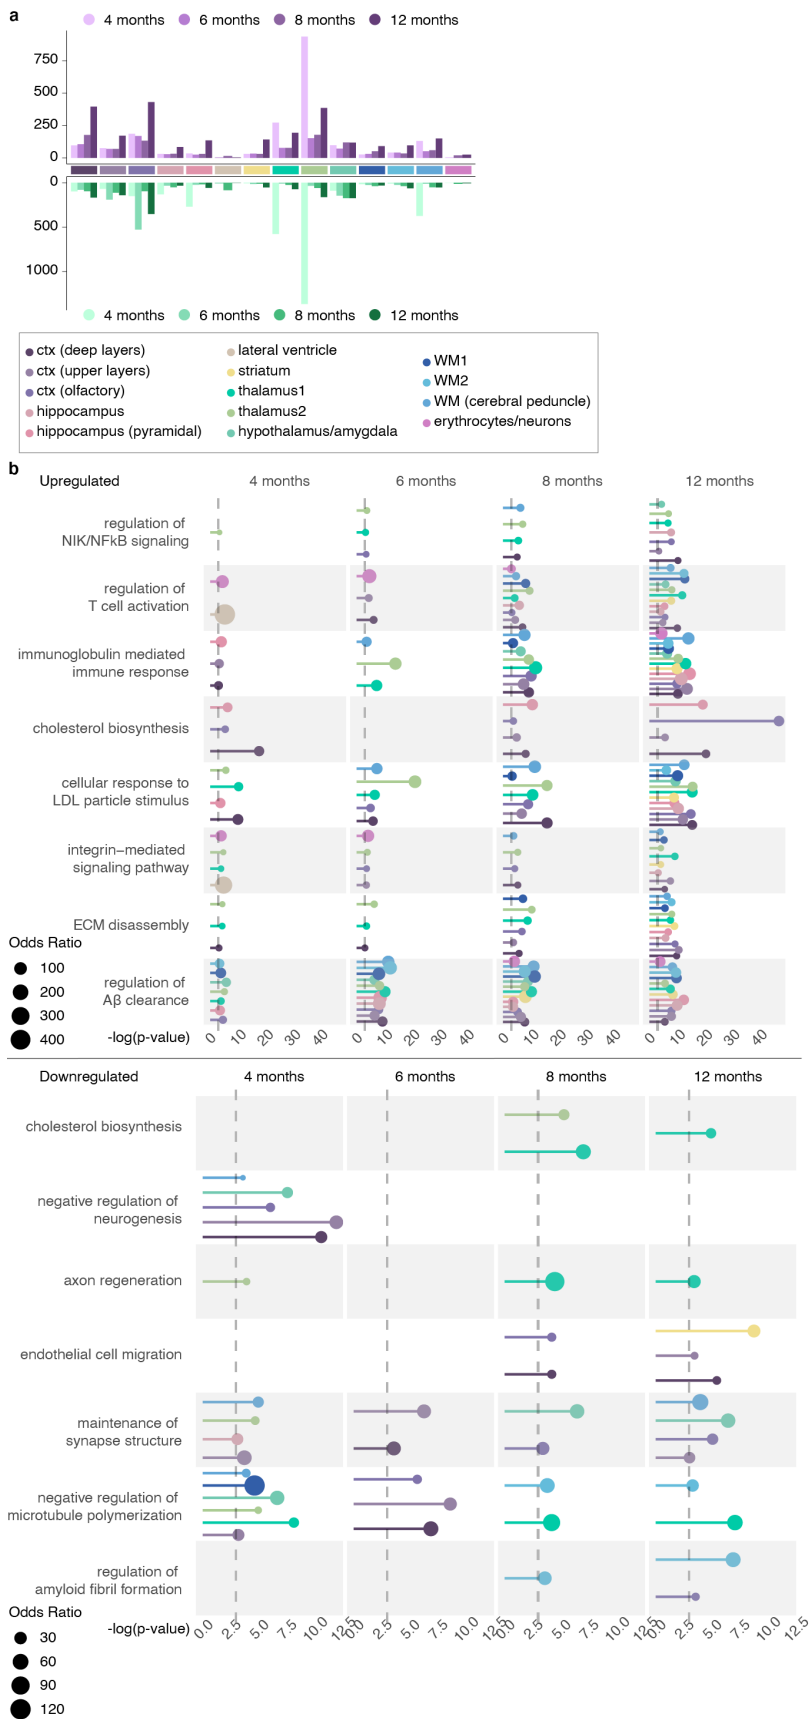 a
4 months 6 months 8 months 12 months
750
500
250
0
0
500
1000
4 months 6 months 8 months 12 months
ctx (deep layers)
ctx (upper layers)
ctx (olfactory)
hippocampus
hippocampus (pyramidal)
lateral ventricle
striatum
thalamus1
thalamus2
hypothalamus/amygdala
WM1
WM2
WM (cerebral peduncle)
erythrocytes/neurons
b
Upregulated 4 months 6 months 8 months 12 months
regulation of
NIK/NFkB signaling
regulation of
T cell activation
immunoglobulin mediated
immune response
cholesterol biosynthesis
cellular response to
LDL particle stimulus
integrin−mediated
signaling pathway
ECM disassembly
regulation of
Aβ clearance
Odds Ratio
100
200
300
400
-log(p-value)
0 10 20 30 40 0 10 20 30 40 0 10 20 30 40 0 10 20 30 40
Downregulated 4 months 6 months 8 months 12 months
cholesterol biosynthesis
negative regulation of
neurogenesis
axon regeneration
endothelial cell migration
maintenance of
synapse structure
negative regulation of
microtubule polymerization
regulation of
amyloid fibril formation
Odds Ratio
30
60
90
120
-log(p-value)
0.0 2.5 5.0 7.5 10.0 12.5 0.0 2.5 5.0 7.5 10.0 12.5 0.0 2.5 5.0 7.5 10.0 12.5 0.0 2.5 5.0 7.5 10.0 12.5